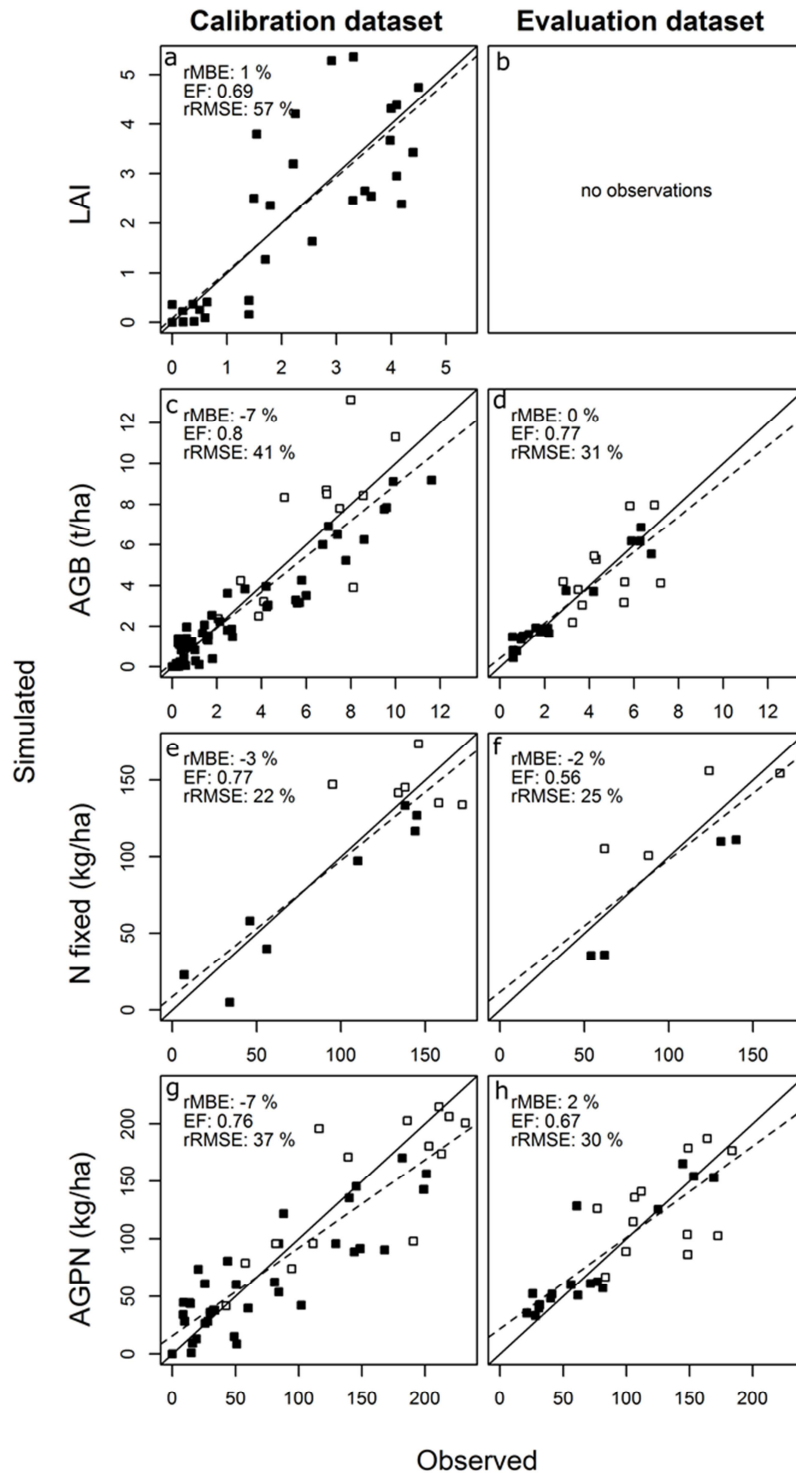 Calibration dataset
Evaluation dataset
a
rMBE: 1 %
EF: 0.69
rRMSE: 57 %
LAI
0
1
2
3
4
5
0
1
2
3
4
5
b
no observations
c
rMBE: -7 %
EF: 0.8
rRMSE: 41 %
AGB (t/ha)
0
2
4
6
8
10
12
0
2
4
6
8
10
12
d
rMBE: 0 %
EF: 0.77
rRMSE: 31 %
0
2
4
6
8
10
12
Simulated
e
rMBE: -3 %
EF: 0.77
rRMSE: 22 %
N fixed (kg/ha)
0
50
100
150
0
50
100
150
f
rMBE: -2 %
EF: 0.56
rRMSE: 25 %
0
50
100
150
g
rMBE: -7 %
EF: 0.76
rRMSE: 37 %
AGPN (kg/ha)
0
50
100
150
200
0
50
100
150
200
h
rMBE: 2 %
EF: 0.67
rRMSE: 30 %
0
50
100
150
200
Observed